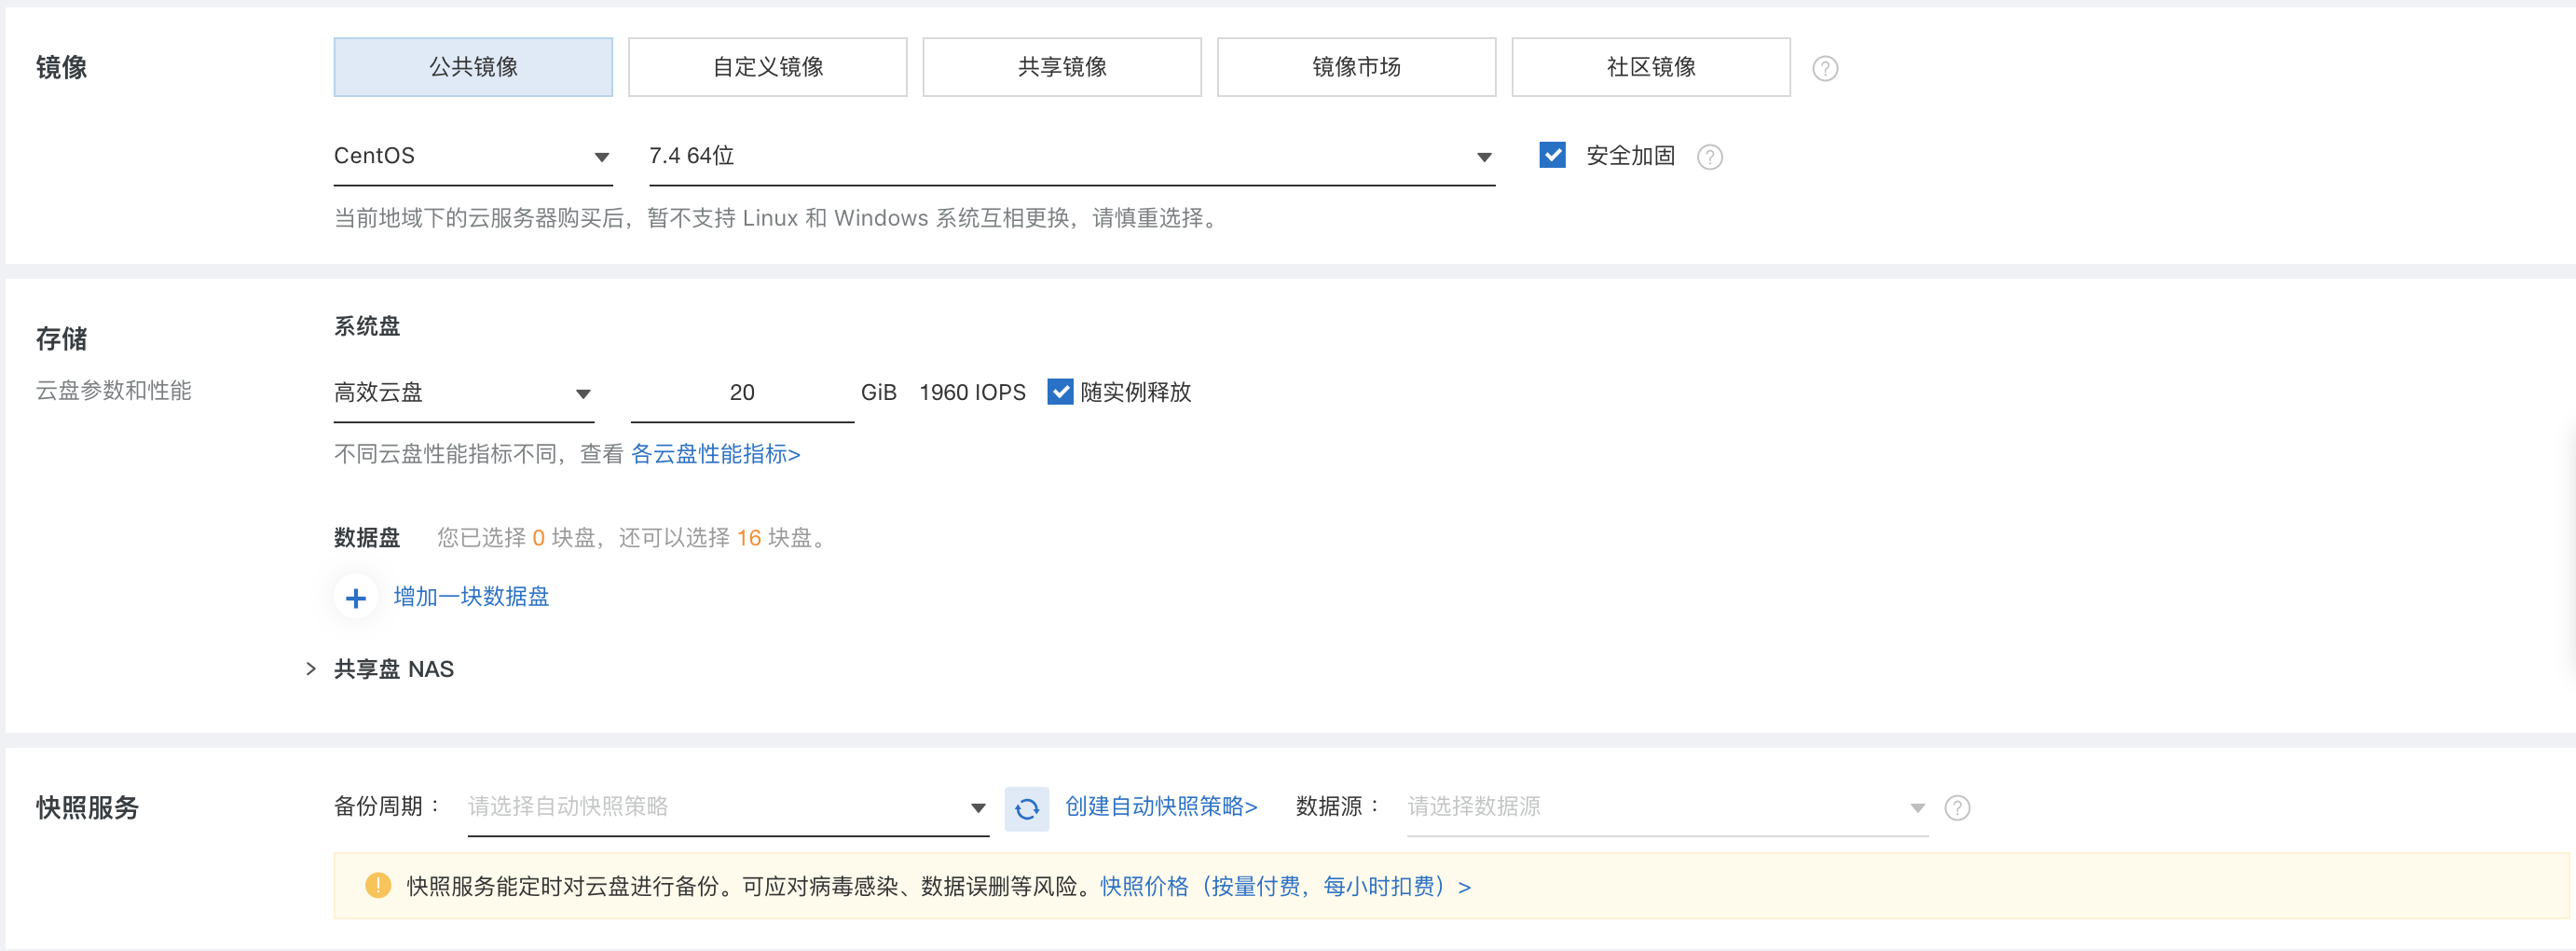 镜像
公共镜像 自定义镜像 共享镜像 镜像市场 社区镜像 ?
CentOS 7.4 64位 安全加固 ?
当前地域下的云服务器购买后，暂不支持 Linux 和 Windows 系统互相更换，请慎重选择。
存储
云盘参数和性能
系统盘
高效云盘 20 GiB 1960 IOPS 随实例释放
不同云盘性能指标不同，查看 各云盘性能指标>
数据盘 您已选择 0 块盘，还可以选择 16 块盘。
+ 增加一块数据盘
> 共享盘 NAS
快照服务
备份周期： 请选择自动快照策略 创建自动快照策略> 数据源： 请选择数据源 ?
! 快照服务能定时对云盘进行备份。可应对病毒感染、数据误删等风险。快照价格（按量付费，每小时扣费）>